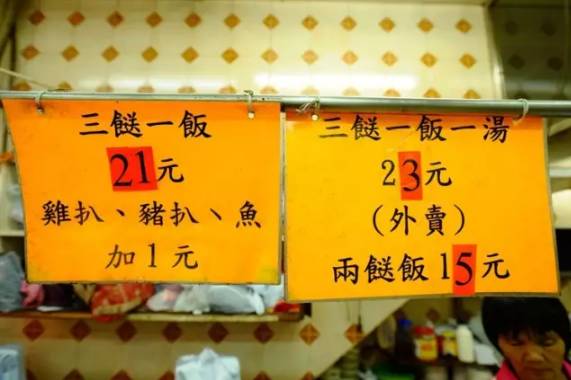 三餸一飯
21元
雞扒、豬扒、魚
加1元
三餸一飯一湯
23元
（外賣）
兩餸飯15元